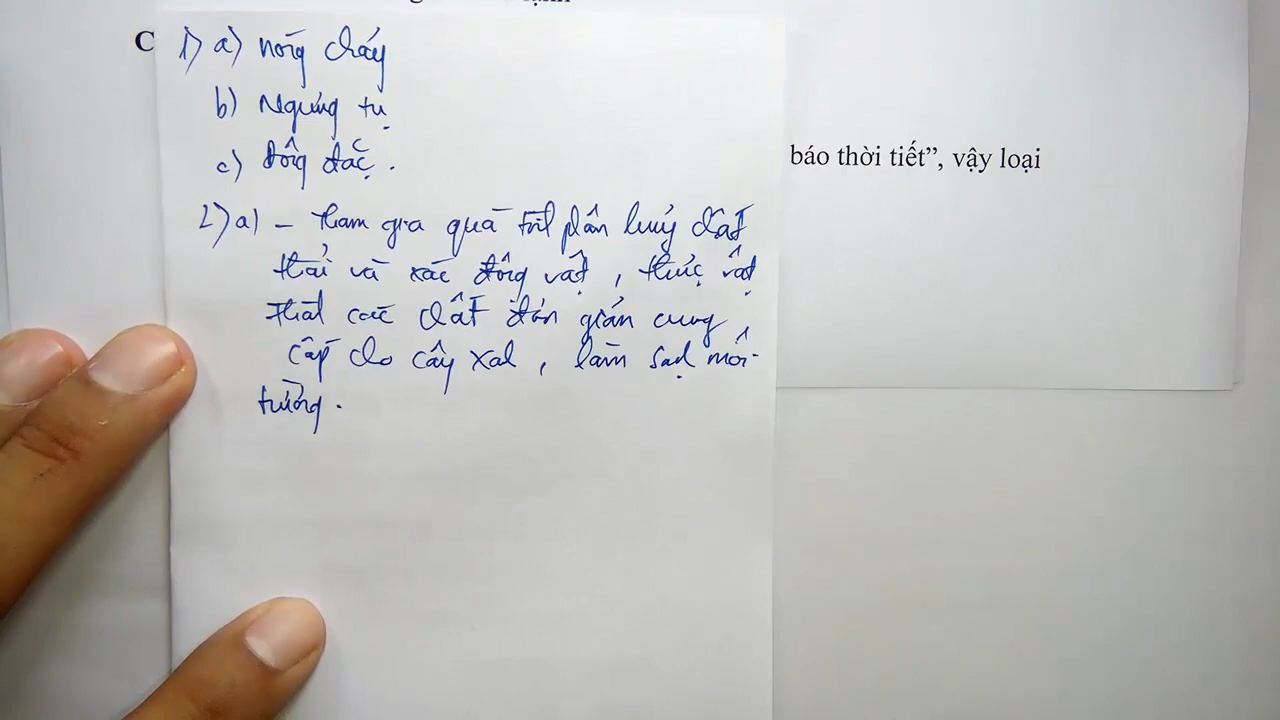 C
1) a) nóng chảy
b) Ngưng tụ
c) đông đặc.
báo thời tiết”, vậy loại
2) a) - tham gia quá trình phân huỷ chất
thải và xác động vật, thực vật
thành các chất đơn giản cung
cấp cho cây xanh, làm sạch môi
trường.